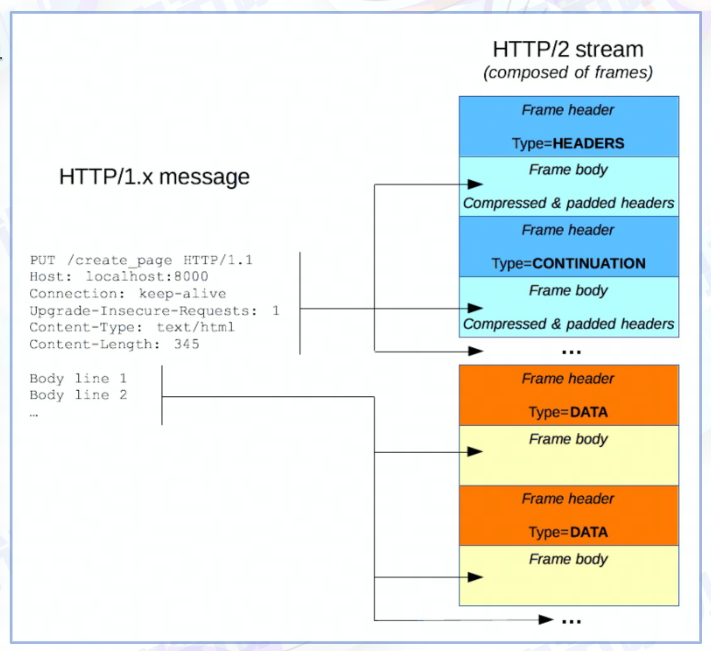 HTTP/2 stream
(composed of frames)
Frame header
Type=HEADERS
HTTP/1.x message
Frame body
Compressed & padded headers
Frame header
PUT /create_page HTTP/1.1
Host: localhost:8000
Connection: keep-alive
Upgrade-Insecure-Requests: 1
Content-Type: text/html
Content-Length: 345
Type=CONTINUATION
Frame body
Compressed & padded headers
...
Body line 1
Body line 2
…
Frame header
Type=DATA
Frame body
Frame header
Type=DATA
Frame body
...